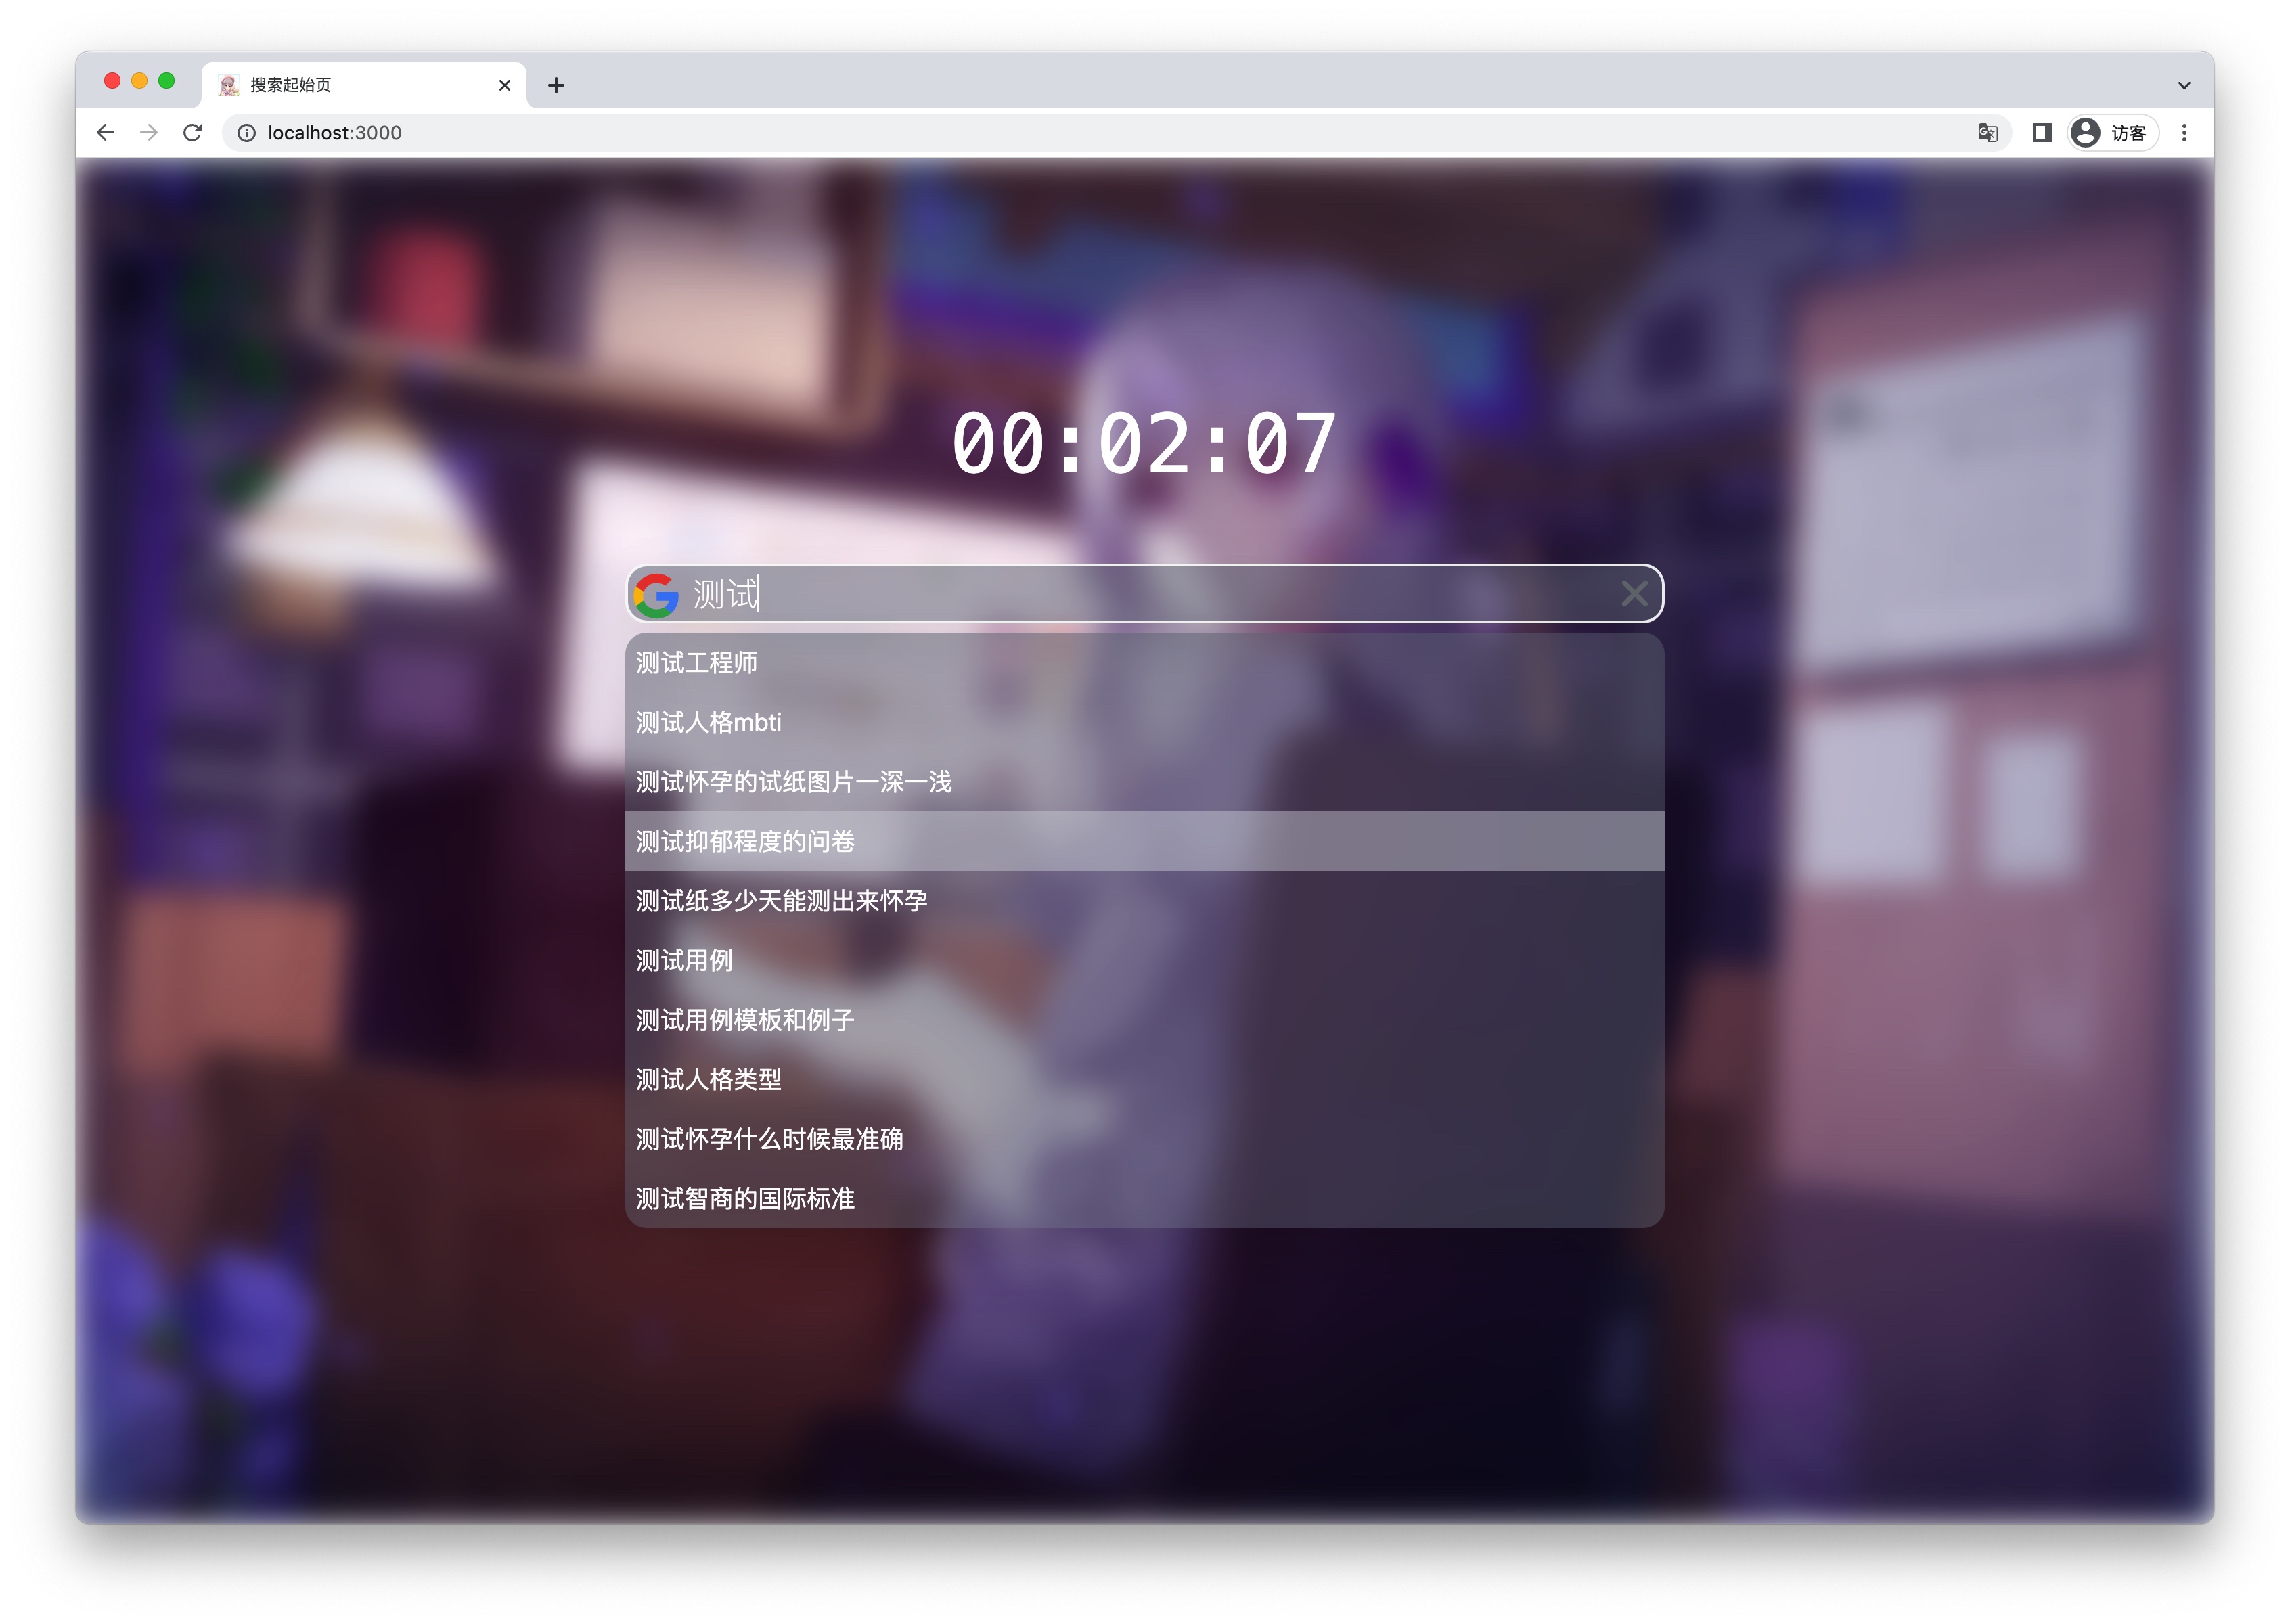 搜索起始页
localhost:3000
访客
00:02:07
测试
测试工程师
测试人格mbti
测试怀孕的试纸图片一深一浅
测试抑郁程度的问卷
测试纸多少天能测出来怀孕
测试用例
测试用例模板和例子
测试人格类型
测试怀孕什么时候最准确
测试智商的国际标准